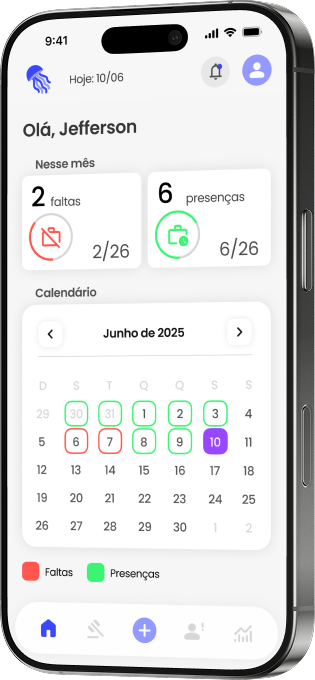 9:41
Hoje: 10/06
Olá, Jefferson
Nesse mês
2 faltas
2/26
6 presenças
6/26
Calendário
Junho de 2025
D S T Q Q S S
29 30 31 1 2 3 4
5 6 7 8 9 10 11
12 13 14 15 16 17 18
19 20 21 22 23 24 25
26 27 28 29 30 1 2
Faltas Presenças